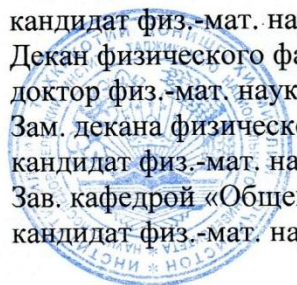 кандидат физ.-мат. на
Декан физического фа
доктор физ.-мат. наук
Зам. декана физическо
кандидат физ.-мат. на
Зав. кафедрой «Общей
кандидат физ.-мат. на